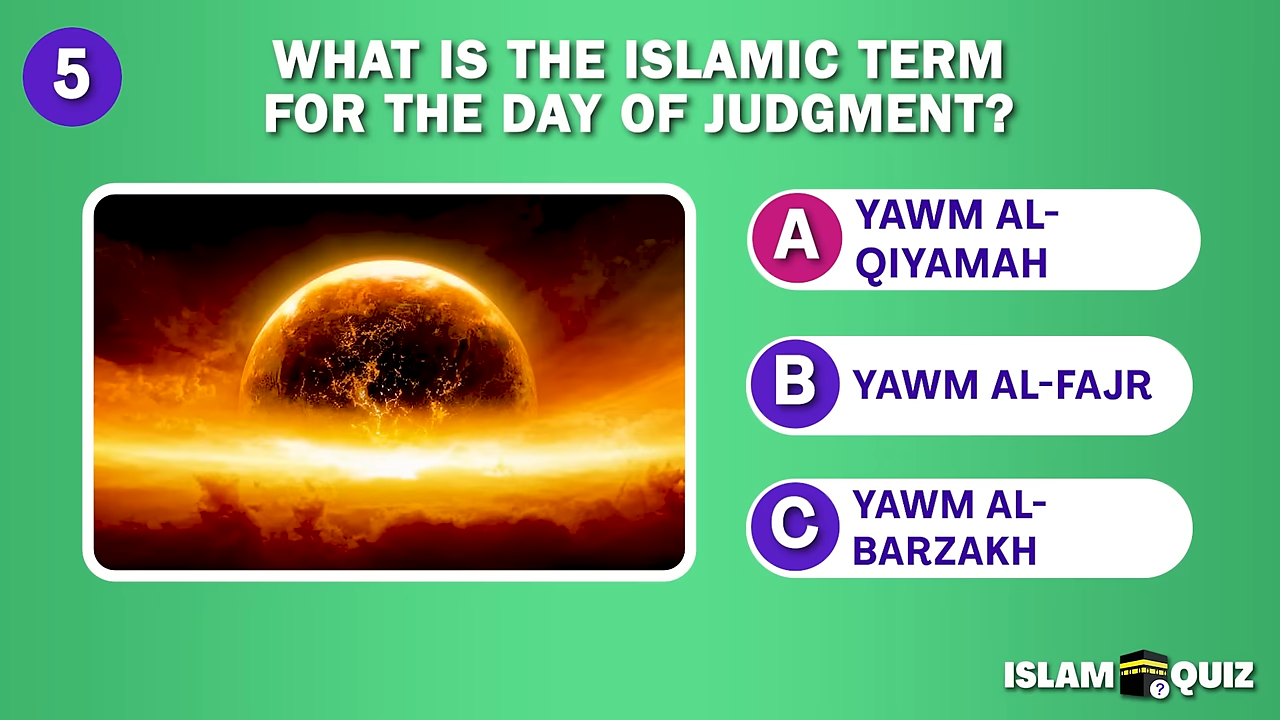 5
WHAT IS THE ISLAMIC TERM
FOR THE DAY OF JUDGMENT?
A
YAWM AL-
QIYAMAH
B
YAWM AL-FAJR
C
YAWM AL-
BARZAKH
ISLAM ? QUIZ